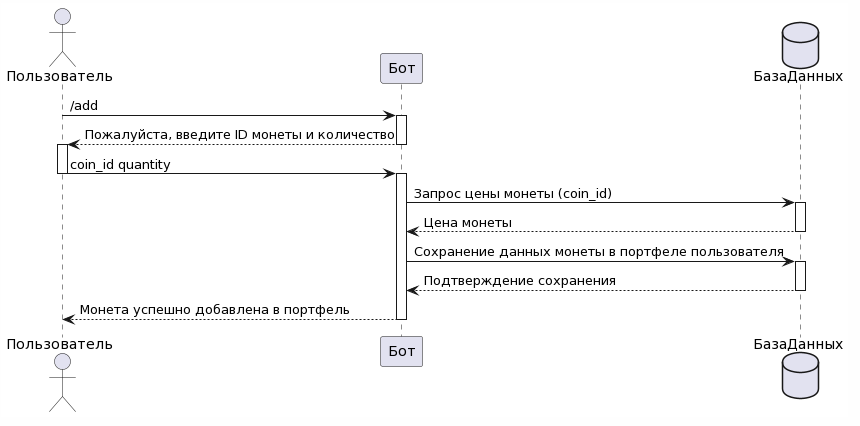 Пользователь
Бот
БазаДанных
/add
Пожалуйста, введите ID монеты и количество
coin_id quantity
Запрос цены монеты (coin_id)
Цена монеты
Сохранение данных монеты в портфеле пользователя
Подтверждение сохранения
Монета успешно добавлена в портфель
Пользователь
Бот
БазаДанных